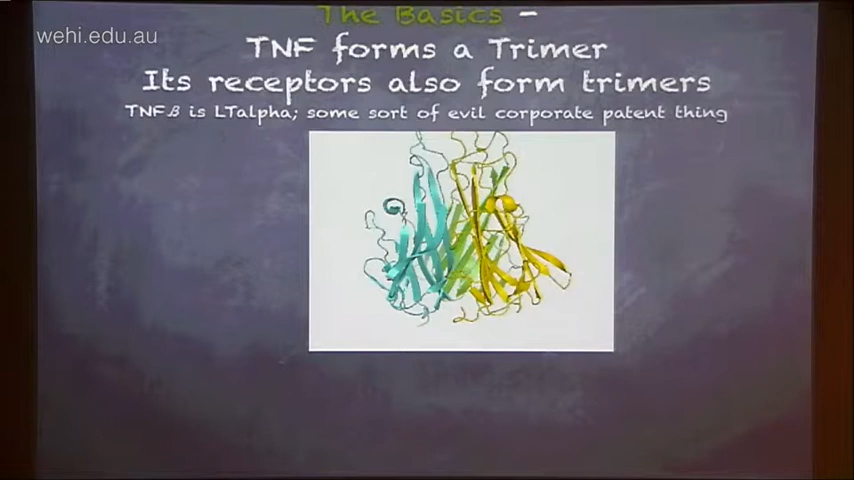 The Basics –
wehi.edu.au
TNF forms a Trimer
Its receptors also form trimers
TNFβ is LTalpha; some sort of evil corporate patent thing